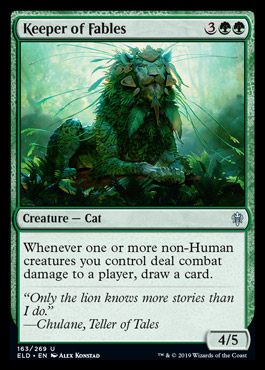 Keeper of Fables 3
Creature — Cat
Whenever one or more non-Human
creatures you control deal combat
damage to a player, draw a card.
“Only the lion knows more stories than
I do.”
—Chulane, Teller of Tales
4/5
163/269 U
ELD • EN Alex Konstad
™ & © 2019 Wizards of the Coast